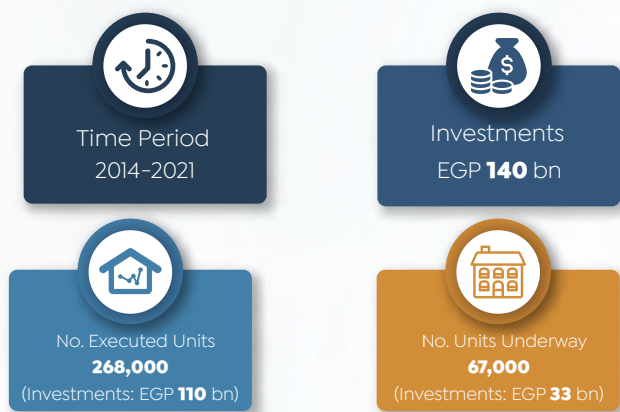 Time Period
2014-2021
$
Investments
EGP 140 bn
No. Executed Units
268,000
(Investments: EGP 110 bn)
No. Units Underway
67,000
(Investments: EGP 33 bn)